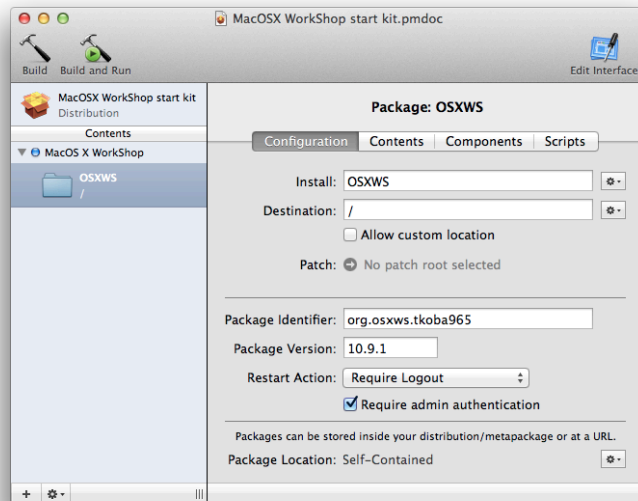 MacOSX WorkShop start kit.pmdoc
Build
Build and Run
Edit Interface
MacOSX WorkShop start kit
Distribution
Contents
MacOS X WorkShop
OSXWS
/
Package: OSXWS
Configuration Contents Components Scripts
Install: OSXWS
Destination: /
Allow custom location
Patch: No patch root selected
Package Identifier: org.osxws.tkoba965
Package Version: 10.9.1
Restart Action: Require Logout
Require admin authentication
Packages can be stored inside your distribution/metapackage or at a URL.
Package Location: Self-Contained